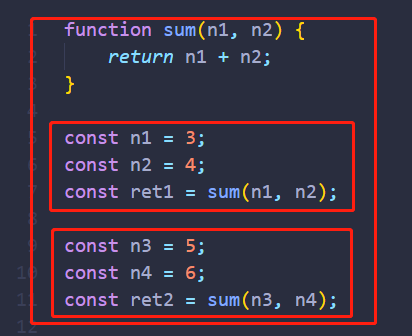 1 function sum(n1, n2) {
2     return n1 + n2;
3 }
4
5 const n1 = 3;
6 const n2 = 4;
7 const ret1 = sum(n1, n2);
8
9 const n3 = 5;
10 const n4 = 6;
11 const ret2 = sum(n3, n4);
12